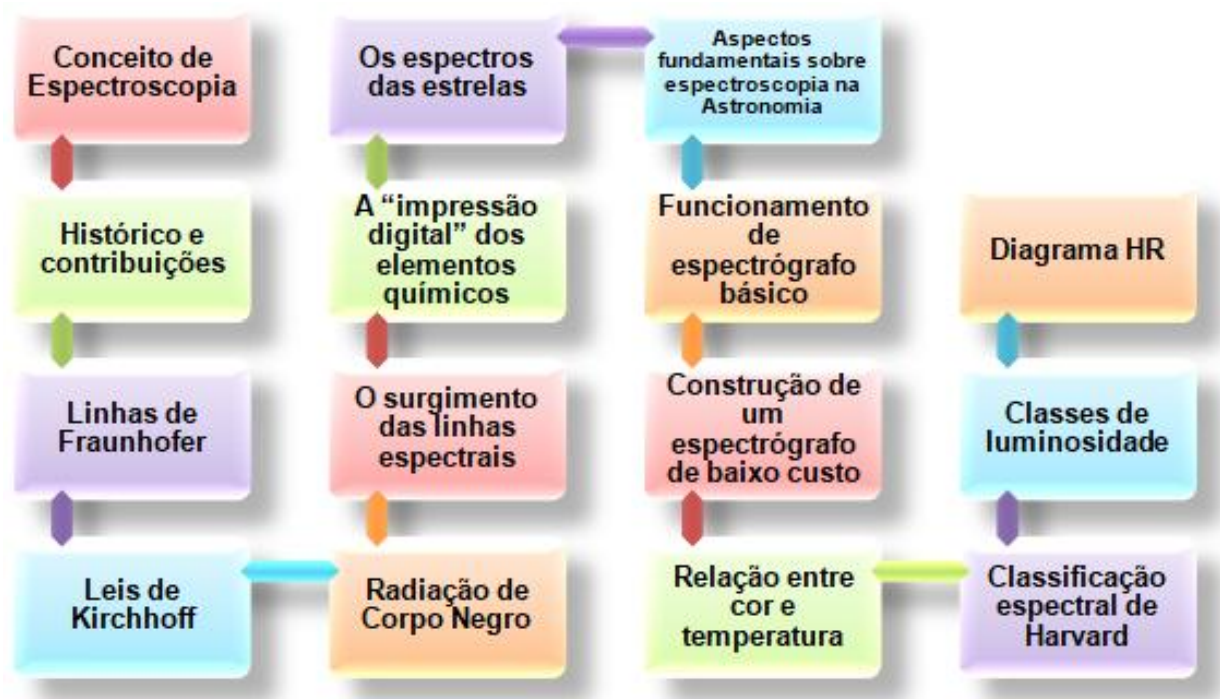 Conceito de
Espectroscopia
Histórico e
contribuições
Linhas de
Fraunhofer
Leis de
Kirchhoff
Radiação de
Corpo Negro
O surgimento
das linhas
espectrais
A “impressão
digital” dos
elementos
químicos
Os espectros
das estrelas
Aspectos
fundamentais sobre
espectroscopia na
Astronomia
Funcionamento
de
espectrógrafo
básico
Construção de
um
espectrógrafo
de baixo custo
Relação entre
cor e
temperatura
Classificação
espectral de
Harvard
Classes de
luminosidade
Diagrama HR